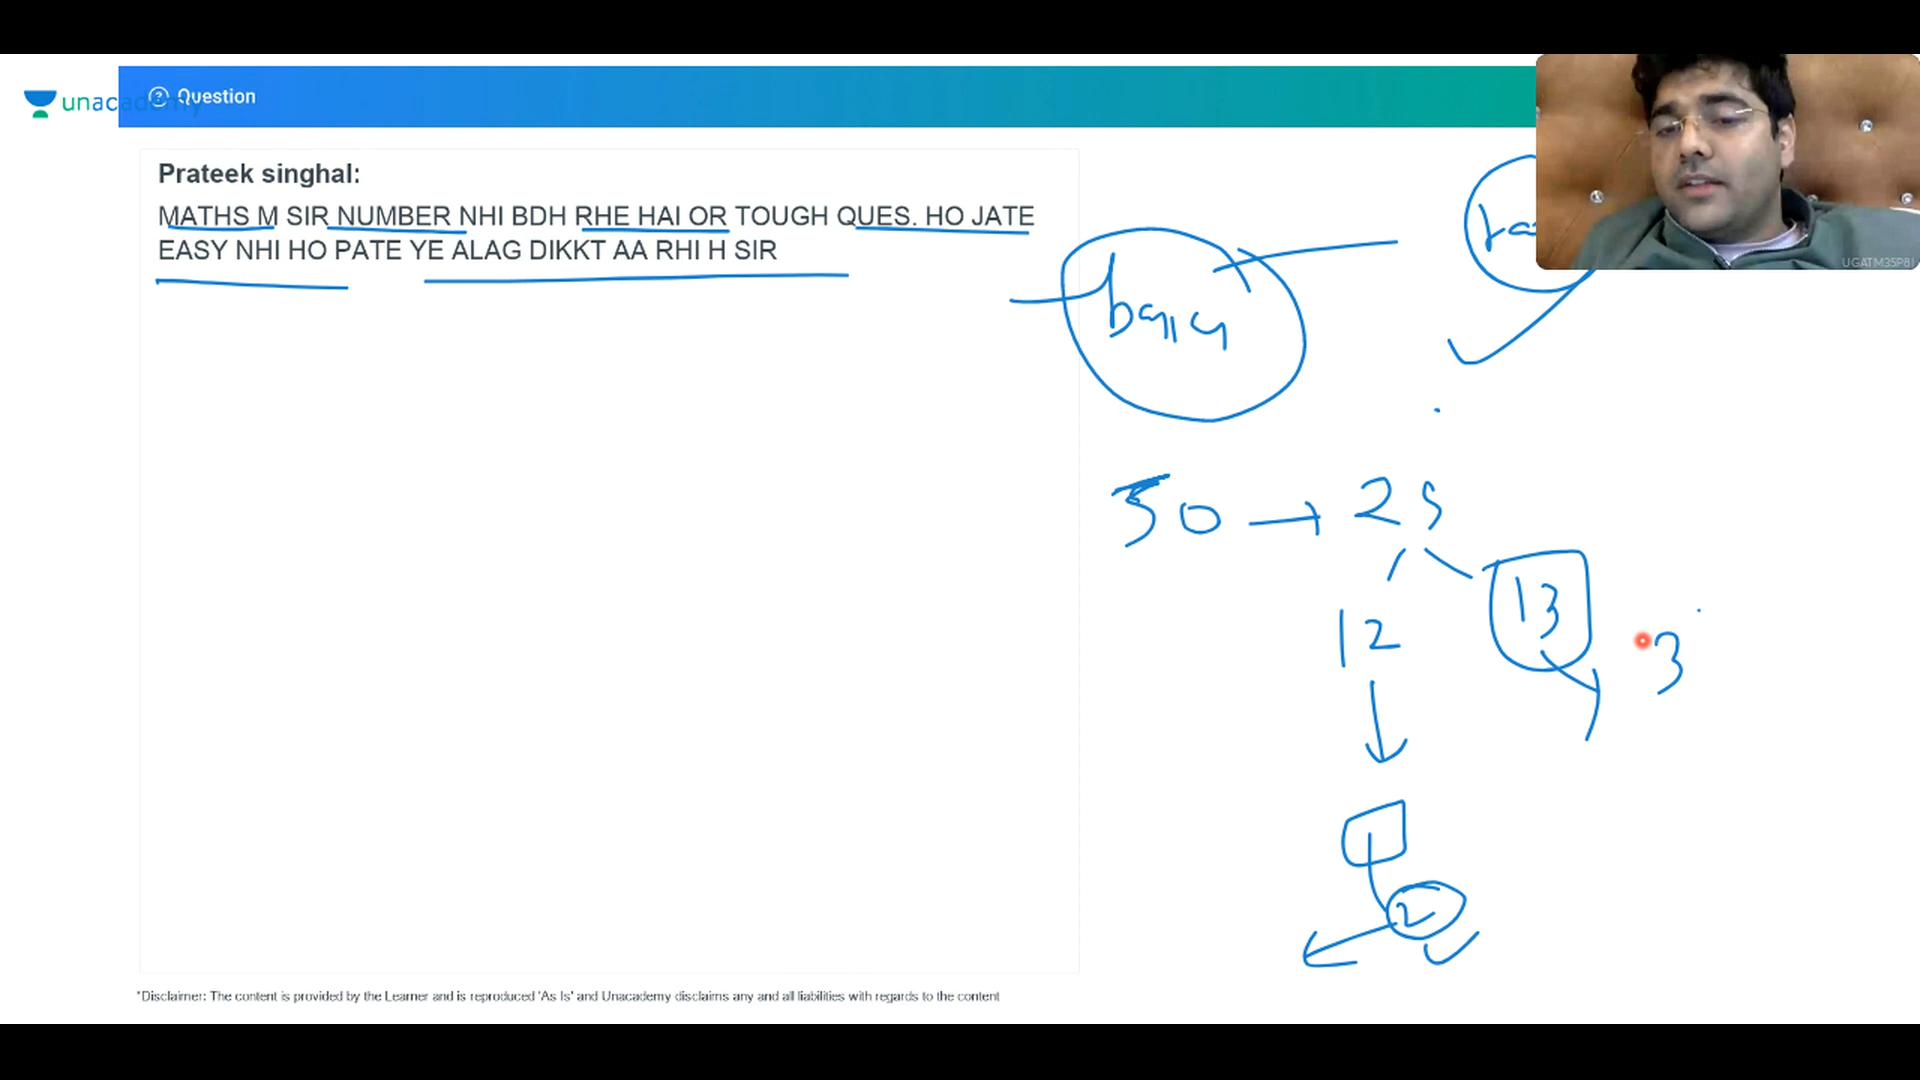 unacademy
Question
Prateek singhal:
MATHS M SIR NUMBER NHI BDH RHE HAI OR TOUGH QUES. HO JATE
EASY NHI HO PATE YE ALAG DIKKT AA RHI H SIR
UGATM35P8I
50 → 25
12
13
3
1
2
*Disclaimer: The content is provided by the Learner and is reproduced 'As Is' and Unacademy disclaims any and all liabilities with regards to the content